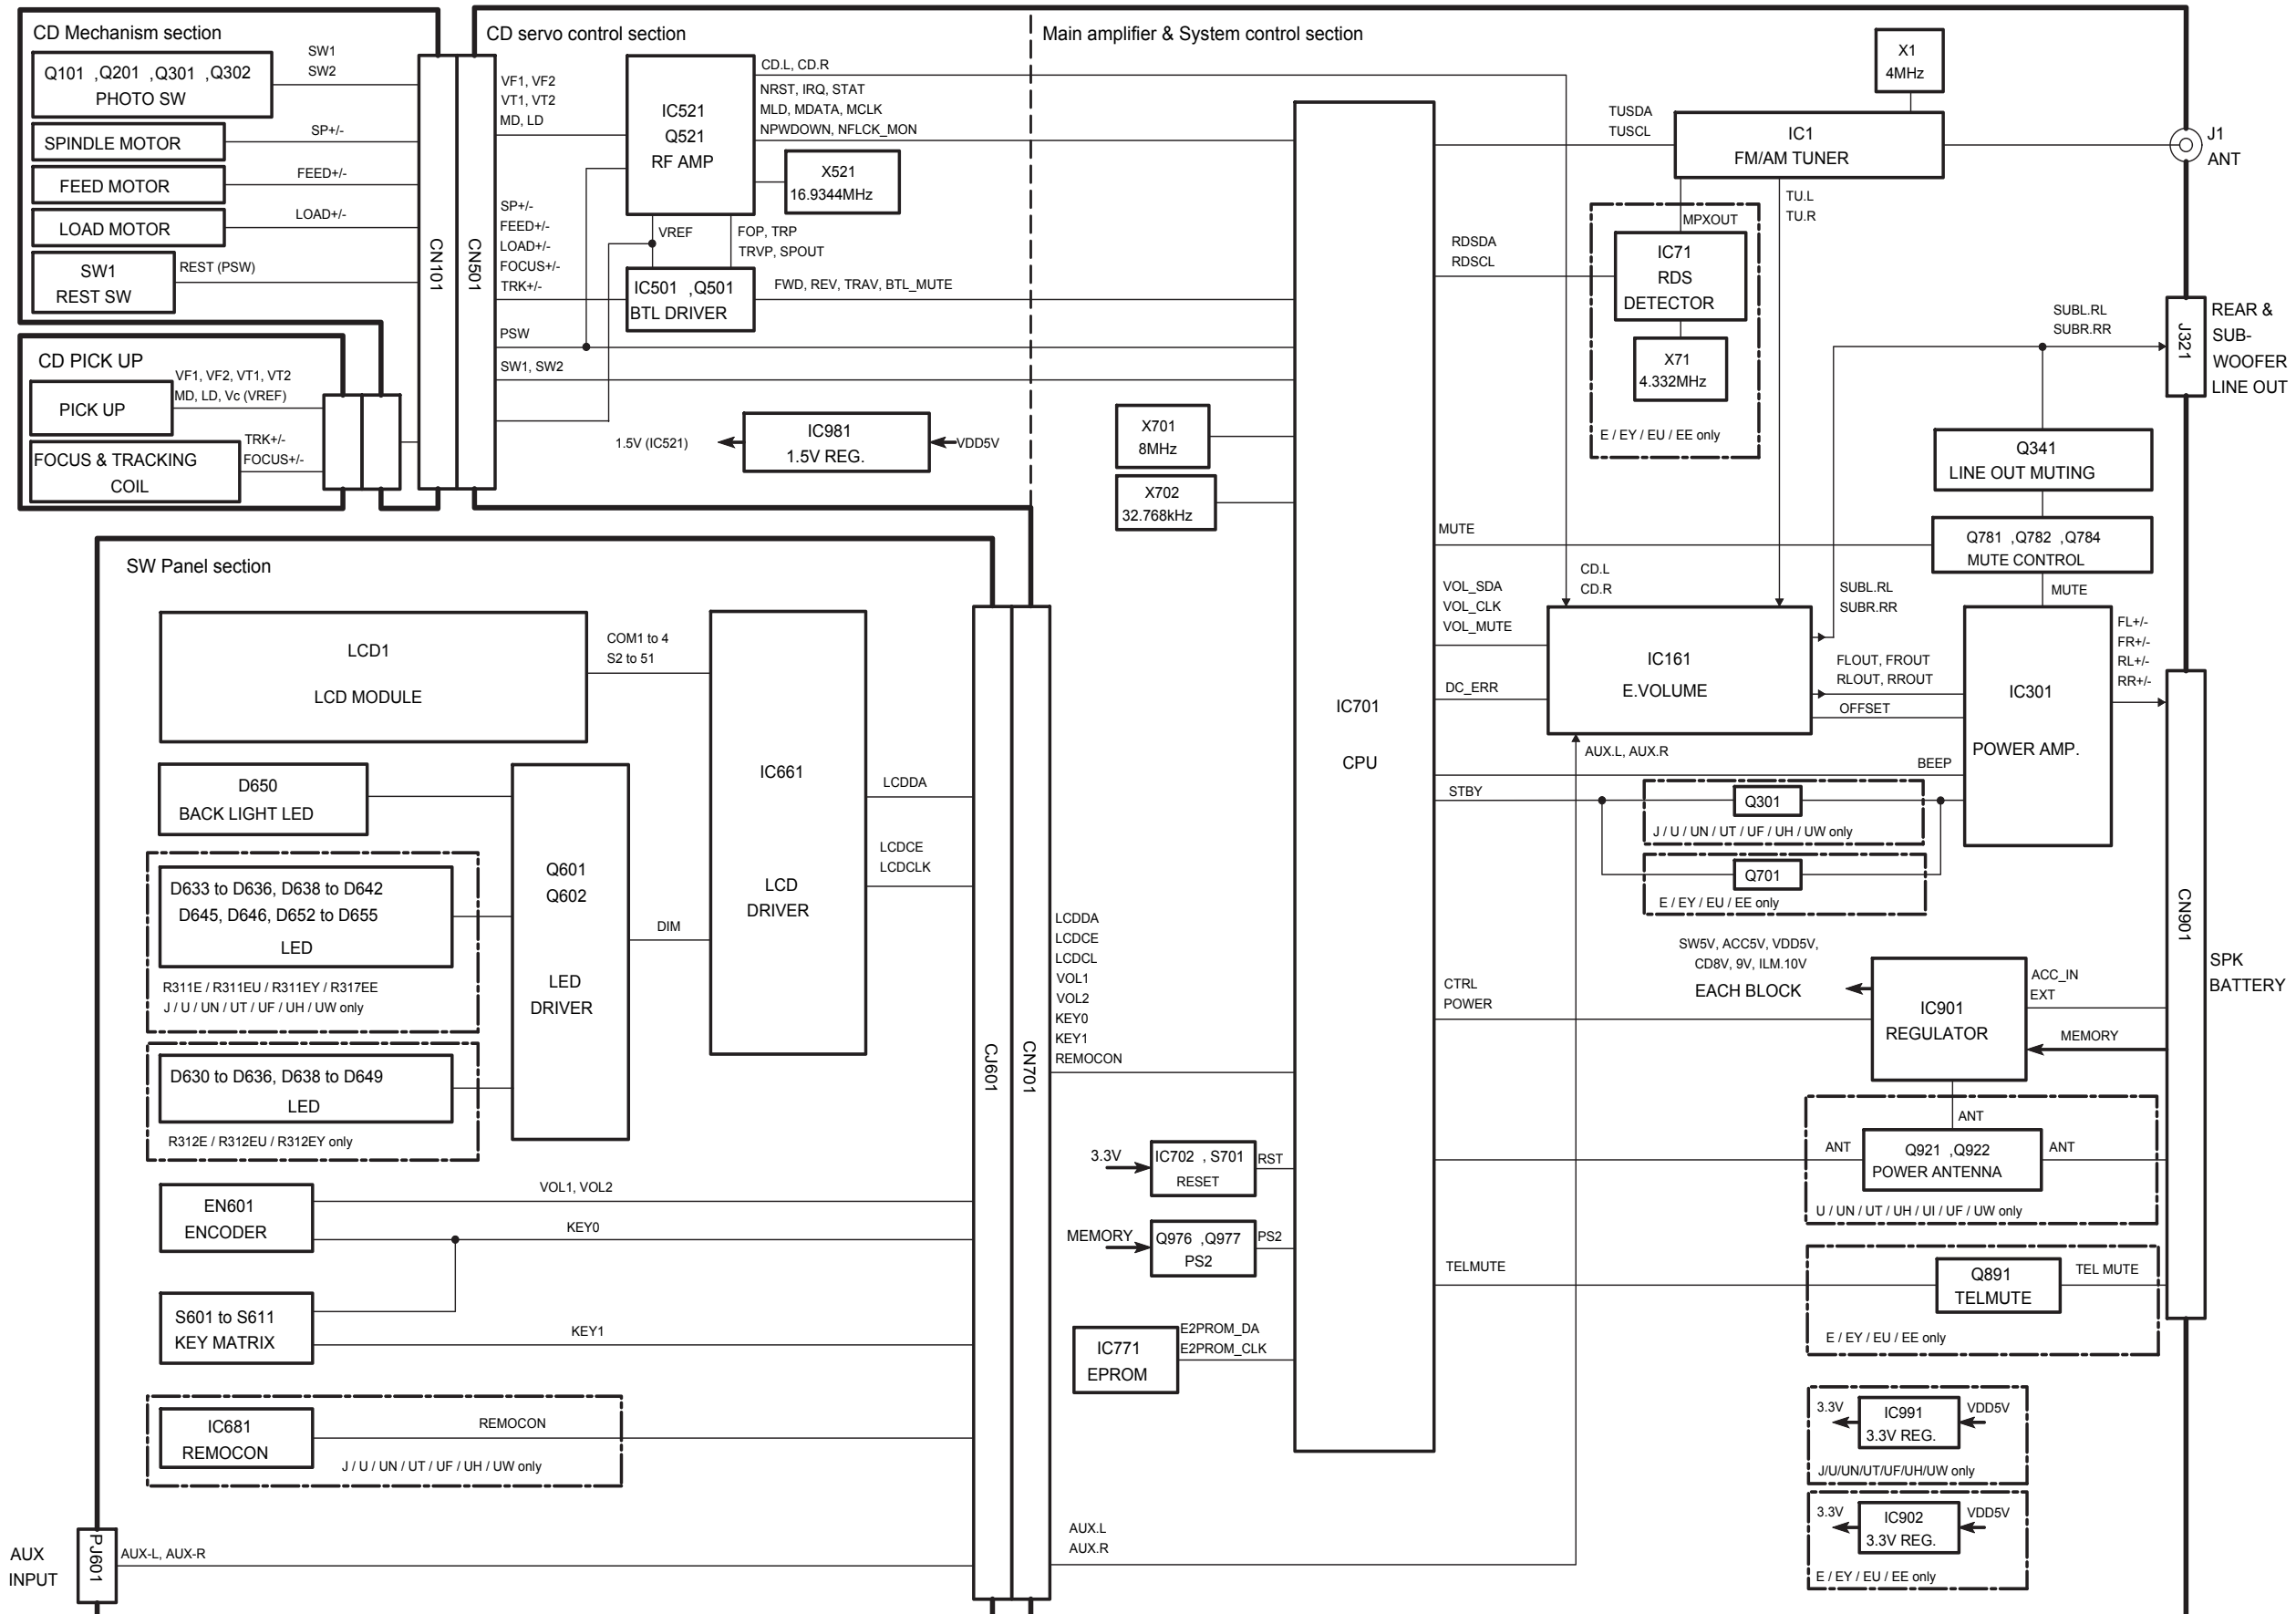 CD Mechanism section
Q101 ,Q201 ,Q301 ,Q302
PHOTO SW
SW1
SW2
SPINDLE MOTOR
SP+/-
FEED MOTOR
FEED+/-
LOAD MOTOR
LOAD+/-
SW1
REST SW
REST (PSW)
CD PICK UP
PICK UP
VF1, VF2, VT1, VT2
MD, LD, Vc (VREF)
FOCUS & TRACKING
COIL
TRK+/-
FOCUS+/-
CN101
CN501
CD servo control section
VF1, VF2
VT1, VT2
MD, LD
IC521
Q521
RF AMP
CD.L, CD.R
NRST, IRQ, STAT
MLD, MDATA, MCLK
NPWDOWN, NFLCK_MON
X521
16.9344MHz
SP+/-
FEED+/-
LOAD+/-
FOCUS+/-
TRK+/-
VREF
FOP, TRP
TRVP, SPOUT
IC501 ,Q501
BTL DRIVER
FWD, REV, TRAV, BTL_MUTE
PSW
SW1, SW2
1.5V (IC521)
IC981
1.5V REG.
VDD5V
Main amplifier & System control section
X1
4MHz
TUSDA
TUSCL
IC1
FM/AM TUNER
J1
ANT
MPXOUT
TU.L
TU.R
RDSDA
RDSCL
IC71
RDS
DETECTOR
X71
4.332MHz
E / EY / EU / EE only
SUBL.RL
SUBR.RR
J321
REAR &
SUB-
WOOFER
LINE OUT
X701
8MHz
X702
32.768kHz
Q341
LINE OUT MUTING
MUTE
Q781 ,Q782 ,Q784
MUTE CONTROL
MUTE
CD.L
CD.R
VOL_SDA
VOL_CLK
VOL_MUTE
DC_ERR
IC161
E.VOLUME
SUBL.RL
SUBR.RR
FLOUT, FROUT
RLOUT, RROUT
OFFSET
IC301
POWER AMP.
FL+/-
FR+/-
RL+/-
RR+/-
IC701
CPU
AUX.L, AUX.R
BEEP
STBY
Q301
J / U / UN / UT / UF / UH / UW only
Q701
E / EY / EU / EE only
SW5V, ACC5V, VDD5V,
CD8V, 9V, ILM.10V
EACH BLOCK
CTRL
POWER
IC901
REGULATOR
ACC_IN
EXT
MEMORY
CN901
SPK
BATTERY
ANT
ANT
Q921 ,Q922
POWER ANTENNA
ANT
U / UN / UT / UH / UI / UF / UW only
TELMUTE
Q891
TELMUTE
TEL MUTE
E / EY / EU / EE only
3.3V
IC991
3.3V REG.
VDD5V
J/U/UN/UT/UF/UH/UW only
3.3V
IC902
3.3V REG.
VDD5V
E / EY / EU / EE only
SW Panel section
LCD1
LCD MODULE
COM1 to 4
S2 to 51
IC661
LCD
DRIVER
LCDDA
LCDCE
LCDCLK
D650
BACK LIGHT LED
D633 to D636, D638 to D642
D645, D646, D652 to D655
LED
R311E / R311EU / R311EY / R317EE
J / U / UN / UT / UF / UH / UW only
Q601
Q602
LED
DRIVER
DIM
D630 to D636, D638 to D649
LED
R312E / R312EU / R312EY only
EN601
ENCODER
VOL1, VOL2
KEY0
S601 to S611
KEY MATRIX
KEY1
IC681
REMOCON
REMOCON
J / U / UN / UT / UF / UH / UW only
AUX
INPUT
PJ601
AUX-L, AUX-R
CJ601
CN701
LCDDA
LCDCE
LCDCL
VOL1
VOL2
KEY0
KEY1
REMOCON
3.3V
IC702 , S701
RESET
RST
MEMORY
Q976 ,Q977
PS2
PS2
IC771
EPROM
E2PROM_DA
E2PROM_CLK
AUX.L
AUX.R